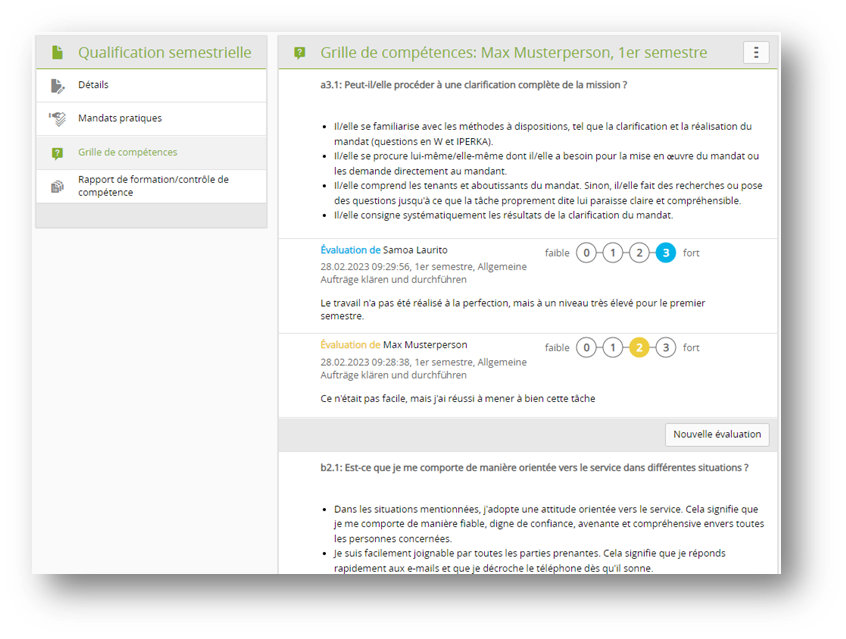 Qualification semestrielle
Détails
Mandats pratiques
Grille de compétences
Rapport de formation/contrôle de
compétence
Grille de compétences: Max Musterperson, 1er semestre
a3.1: Peut-il/elle procéder à une clarification complète de la mission ?
• Il/elle se familiarise avec les méthodes à dispositions, tel que la clarification et la réalisation du
mandat (questions en W et IPERKA).
• Il/elle se procure lui-même/elle-même dont il/elle a besoin pour la mise en œuvre du mandat ou
les demande directement au mandant.
• Il/elle comprend les tenants et aboutissants du mandat. Sinon, il/elle fait des recherches ou pose
des questions jusqu'à ce que la tâche proprement dite lui paraisse claire et compréhensible.
• Il/elle consigne systématiquement les résultats de la clarification du mandat.
Évaluation de Samoa Laurito
faible 0 1 2 3 fort
28.02.2023 09:29:56, 1er semestre, Allgemeine
Aufträge klären und durchführen
Le travail n'a pas été réalisé à la perfection, mais à un niveau très élevé pour le premier
semestre.
Évaluation de Max Musterperson
faible 0 1 2 3 fort
28.02.2023 09:28:38, 1er semestre, Allgemeine
Aufträge klären und durchführen
Ce n'était pas facile, mais j'ai réussi à mener à bien cette tâche
Nouvelle évaluation
b2.1: Est-ce que je me comporte de manière orientée vers le service dans différentes situations ?
• Dans les situations mentionnées, j'adopte une attitude orientée vers le service. Cela signifie que
je me comporte de manière fiable, digne de confiance, avenante et compréhensive envers toutes
les personnes concernées.
• Je suis facilement joignable par toutes les parties prenantes. Cela signifie que je réponds
rapidement aux e-mails et que je décroche le téléphone dès qu'il sonne.